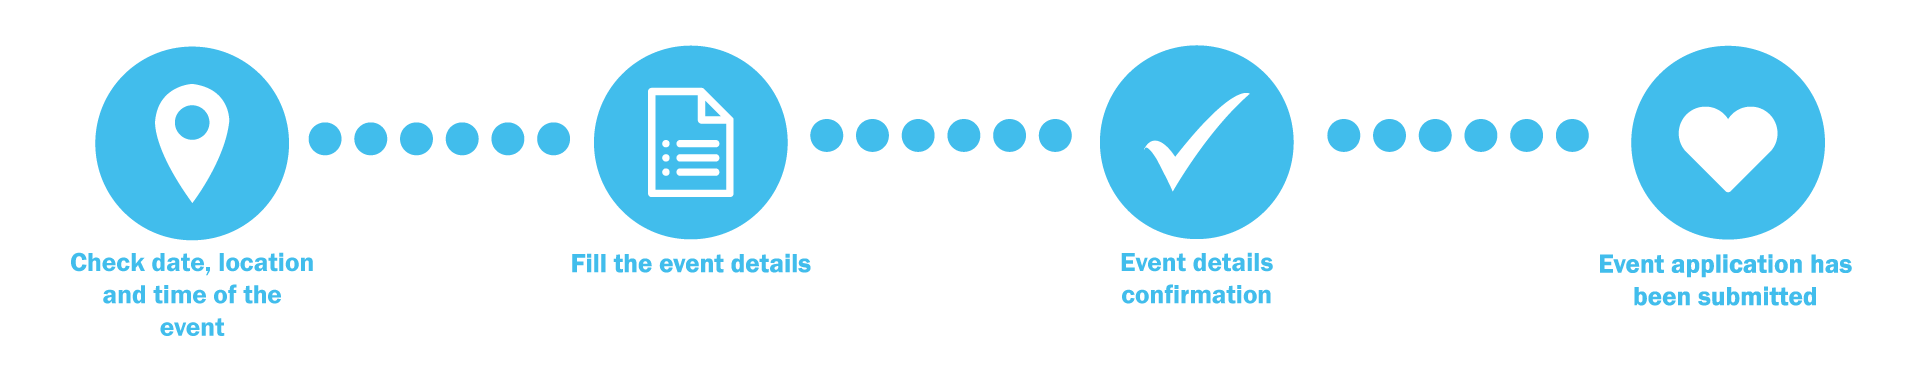 Check date, location
and time of the
event
Fill the event details
Event details
confirmation
Event application has
been submitted